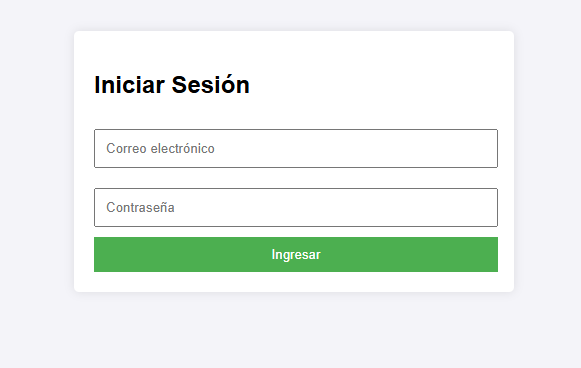 Iniciar Sesión
Correo electrónico
Contraseña
Ingresar